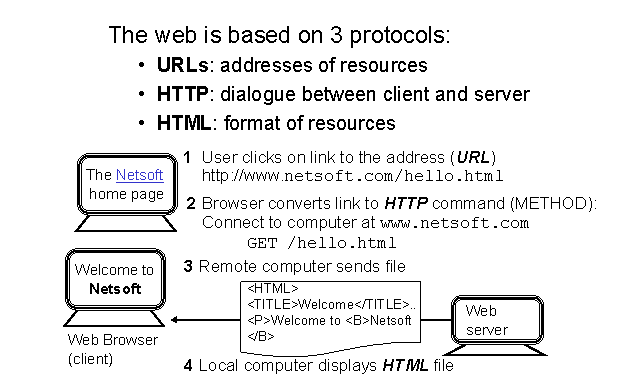 The web is based on 3 protocols:
• URLs: addresses of resources
• HTTP: dialogue between client and server
• HTML: format of resources
The Netsoft
home page
1 User clicks on link to the address (URL)
http://www.netsoft.com/hello.html
2 Browser converts link to HTTP command (METHOD):
Connect to computer at www.netsoft.com
GET /hello.html
Welcome to
Netsoft
Web Browser
(client)
3 Remote computer sends file
<HTML>
<TITLE>Welcome</TITLE>..
<P>Welcome to <B>Netsoft
</B>
Web
server
4 Local computer displays HTML file